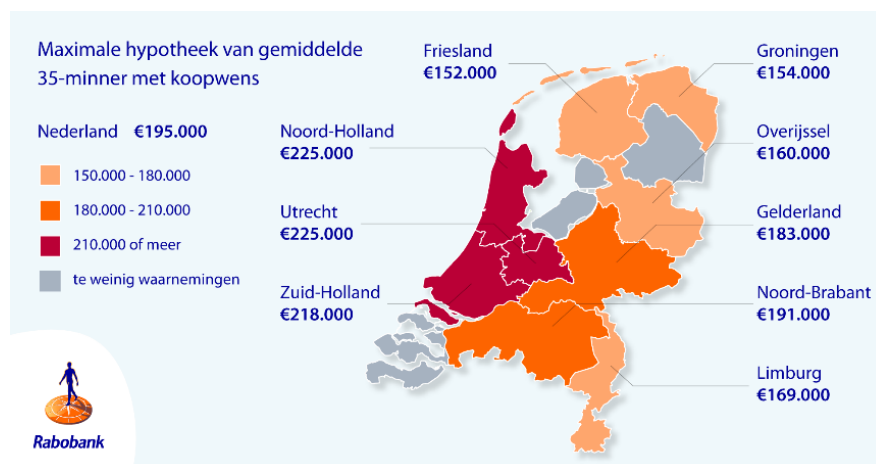 Maximale hypotheek van gemiddelde
35-minner met koopwens
Nederland €195.000
150.000 - 180.000
180.000 - 210.000
210.000 of meer
te weinig waarnemingen
Friesland
€152.000
Groningen
€154.000
Noord-Holland
€225.000
Overijssel
€160.000
Utrecht
€225.000
Gelderland
€183.000
Zuid-Holland
€218.000
Noord-Brabant
€191.000
Limburg
€169.000
Rabobank